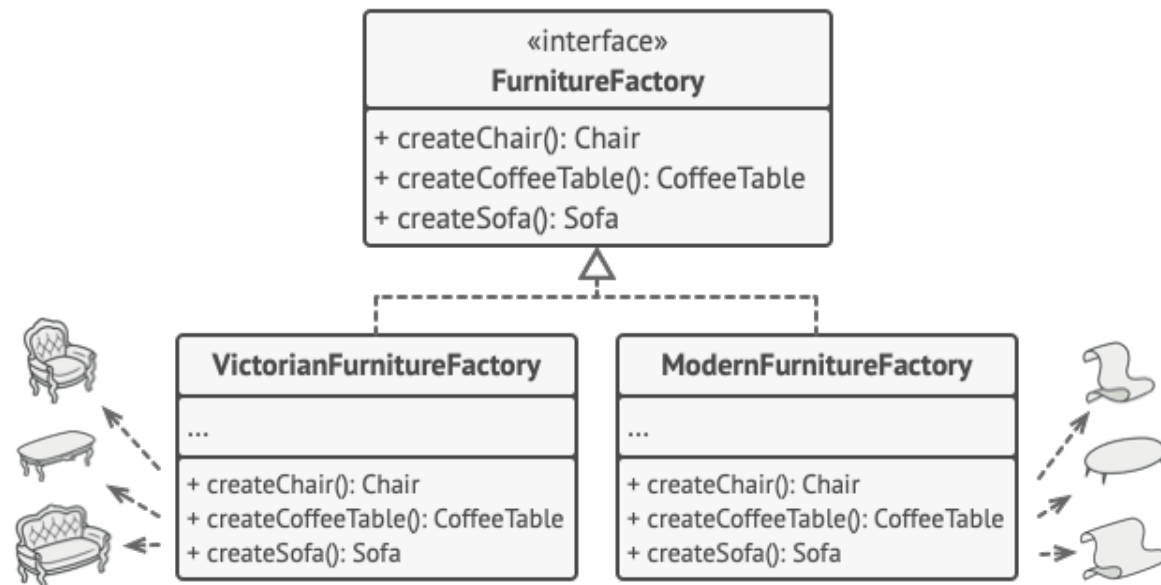 «interface»
FurnitureFactory
+ createChair(): Chair
+ createCoffeeTable(): CoffeeTable
+ createSofa(): Sofa
VictorianFurnitureFactory
...
+ createChair(): Chair
+ createCoffeeTable(): CoffeeTable
+ createSofa(): Sofa
ModernFurnitureFactory
...
+ createChair(): Chair
+ createCoffeeTable(): CoffeeTable
+ createSofa(): Sofa